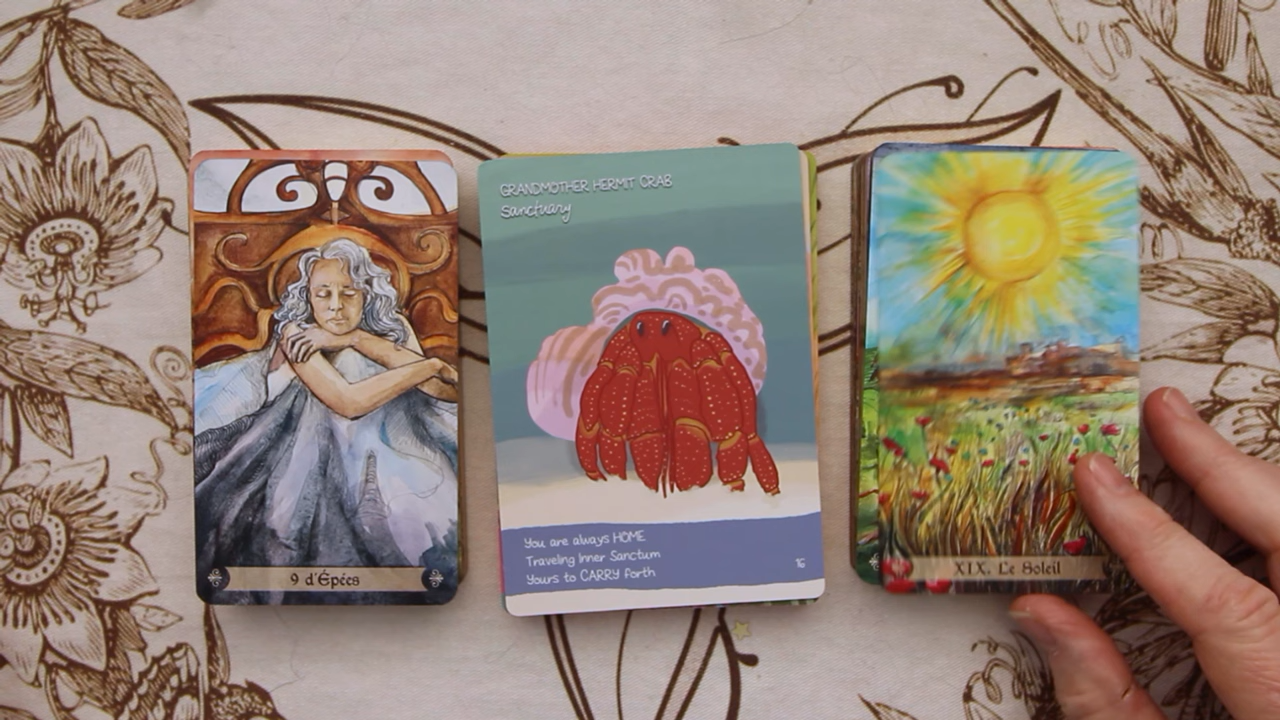 9 d'Épées
GRANDMOTHER HERMIT CRAB
Sanctuary
You are always HOME
Traveling Inner Sanctum
Yours to CARRY forth
16
XIX. Le Soleil